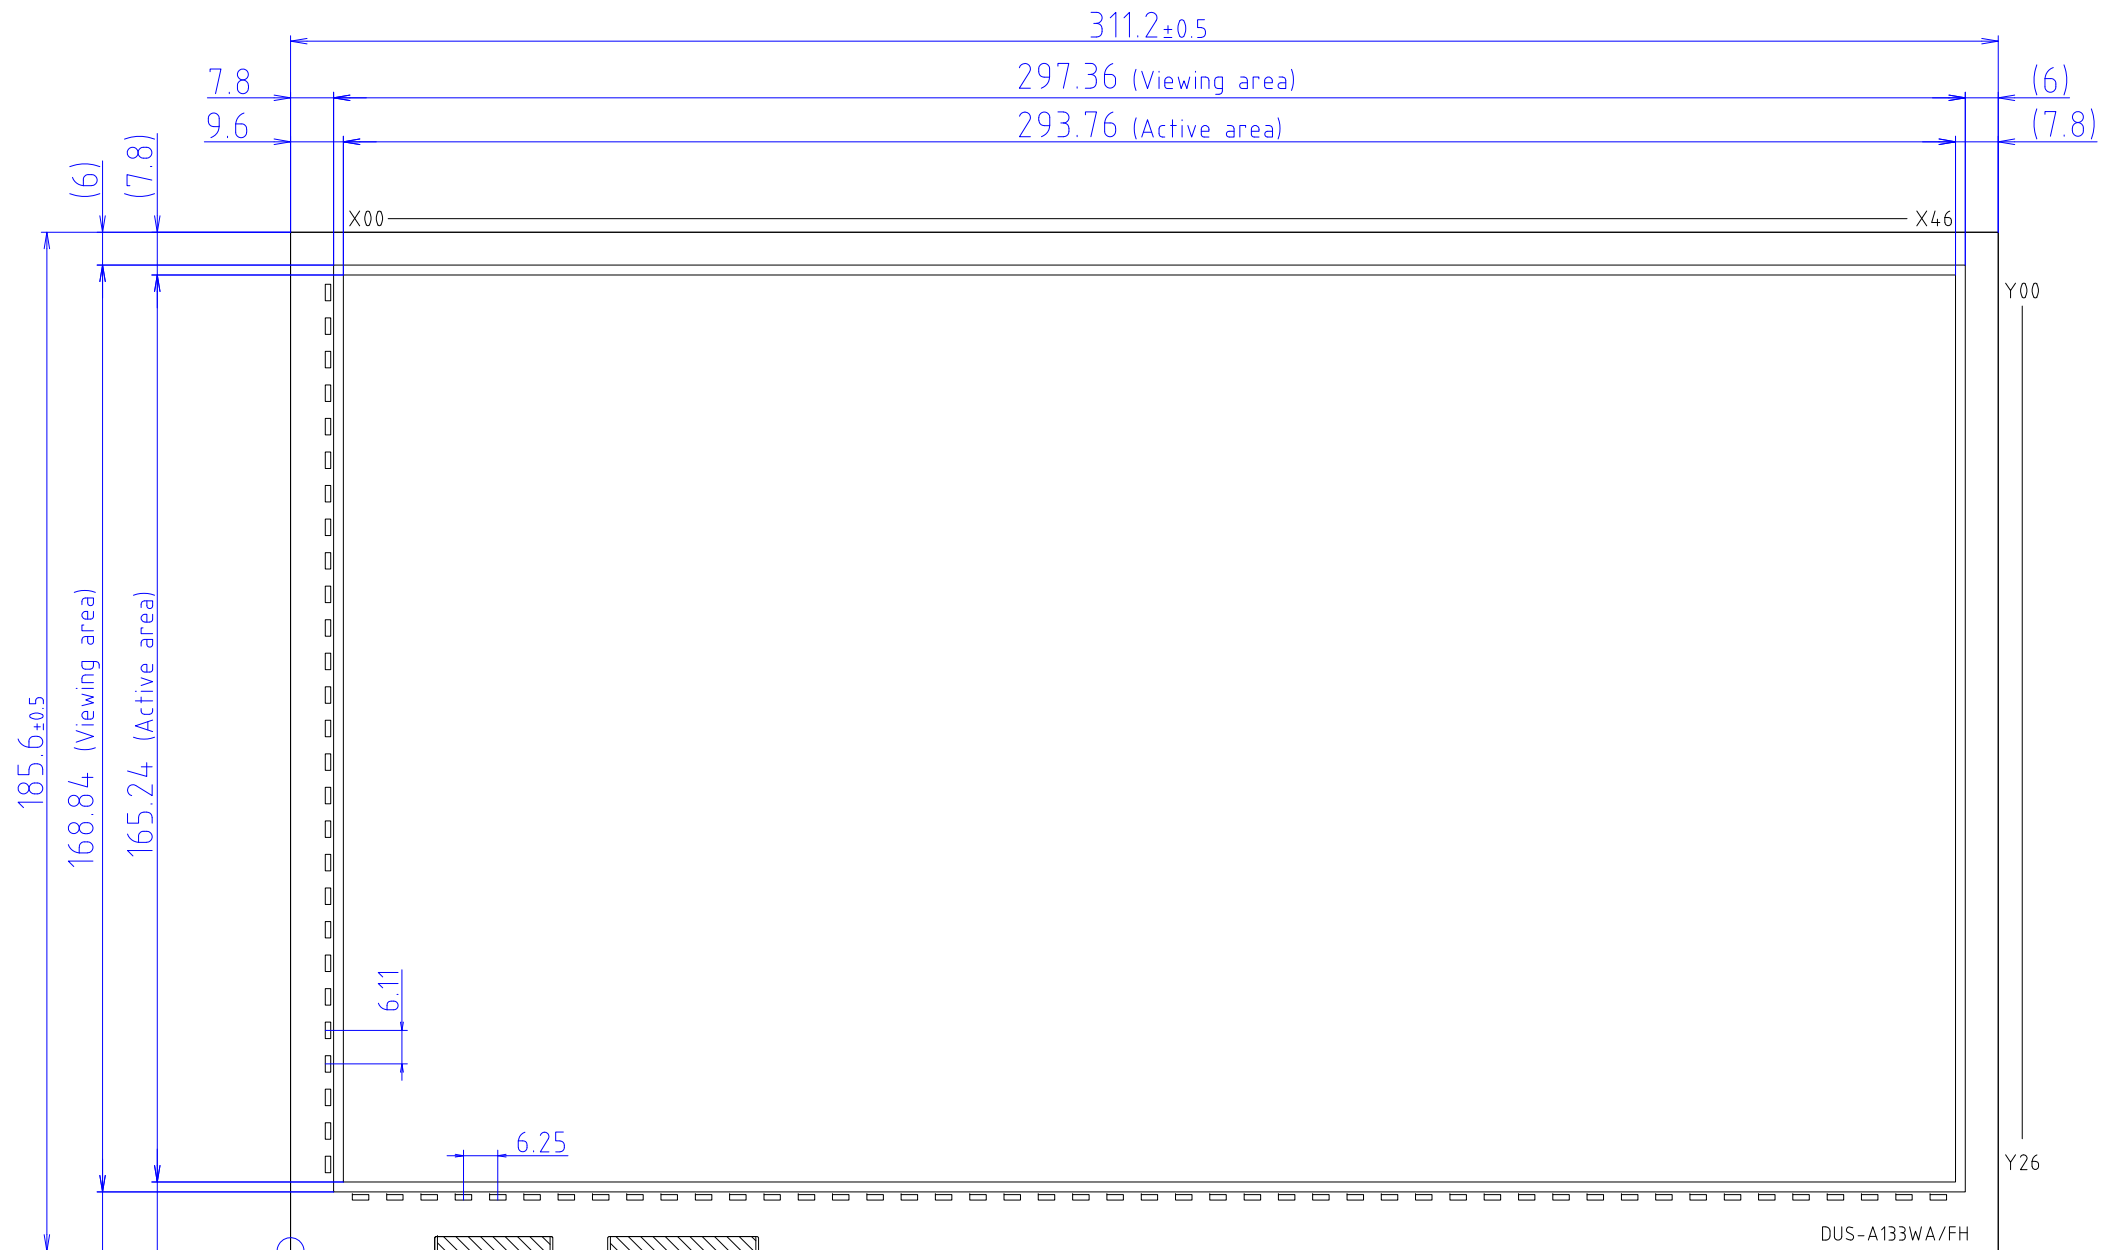 311.2±0.5
7.8
297.36 (Viewing area)
(6)
9.6
293.76 (Active area)
(7.8)
(6)
(7.8)
X00
X46
Y00
185.6±0.5
168.84 (Viewing area)
165.24 (Active area)
6.11
6.25
Y26
DUS-A133WA/FH